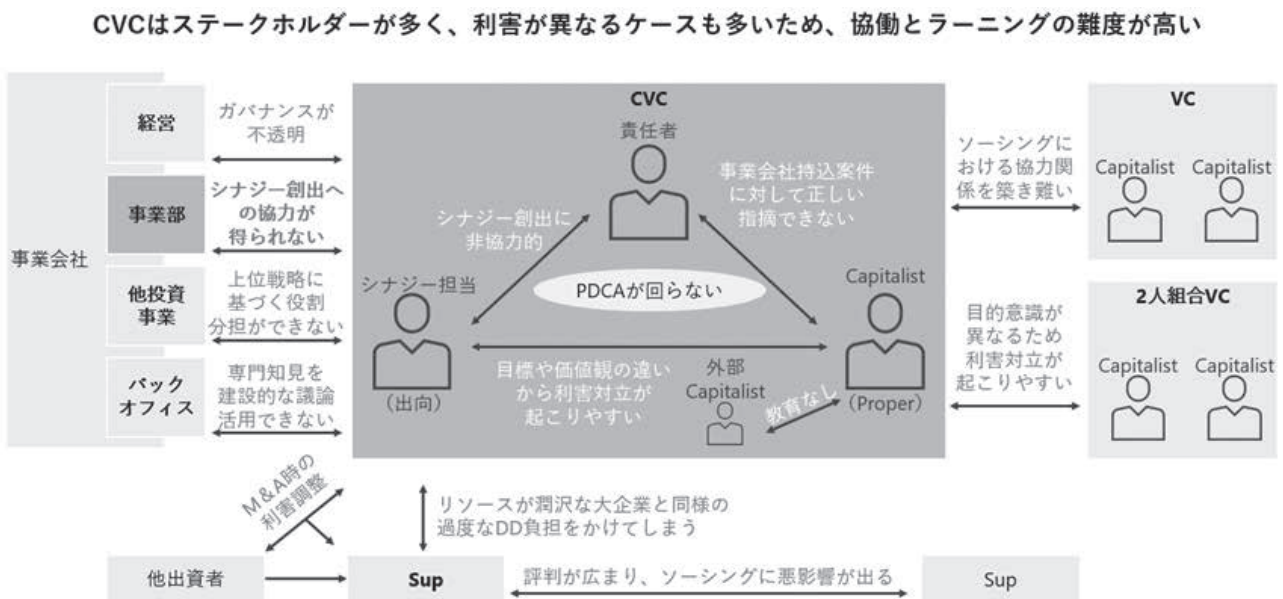 CVCはステークホルダーが多く、利害が異なるケースも多いため、協働とラーニングの難度が高い
事業会社
経営
ガバナンスが
不透明
事業部
シナジー創出へ
の協力が
得られない
他投資
事業
上位戦略に
基づく役割
分担ができない
バック
オフィス
専門知見を
建設的な議論
活用できない
CVC
責任者
シナジー創出に
非協力的
事業会社持込案件
に対して正しい
指摘できない
シナジー担当
(出向)
PDCAが回らない
Capitalist
(Proper)
目標や価値観の違い
から利害対立が
起こりやすい
外部
Capitalist
教育なし
ソーシングに
おける協力関
係を築き難い
VC
Capitalist
Capitalist
目的意識が
異なるため
利害対立が
起こりやすい
2人組合VC
Capitalist
Capitalist
M&A時の
利害調整
リソースが潤沢な大企業と同様の
過度なDD負担をかけてしまう
他出資者
Sup
評判が広まり、ソーシングに悪影響が出る
Sup